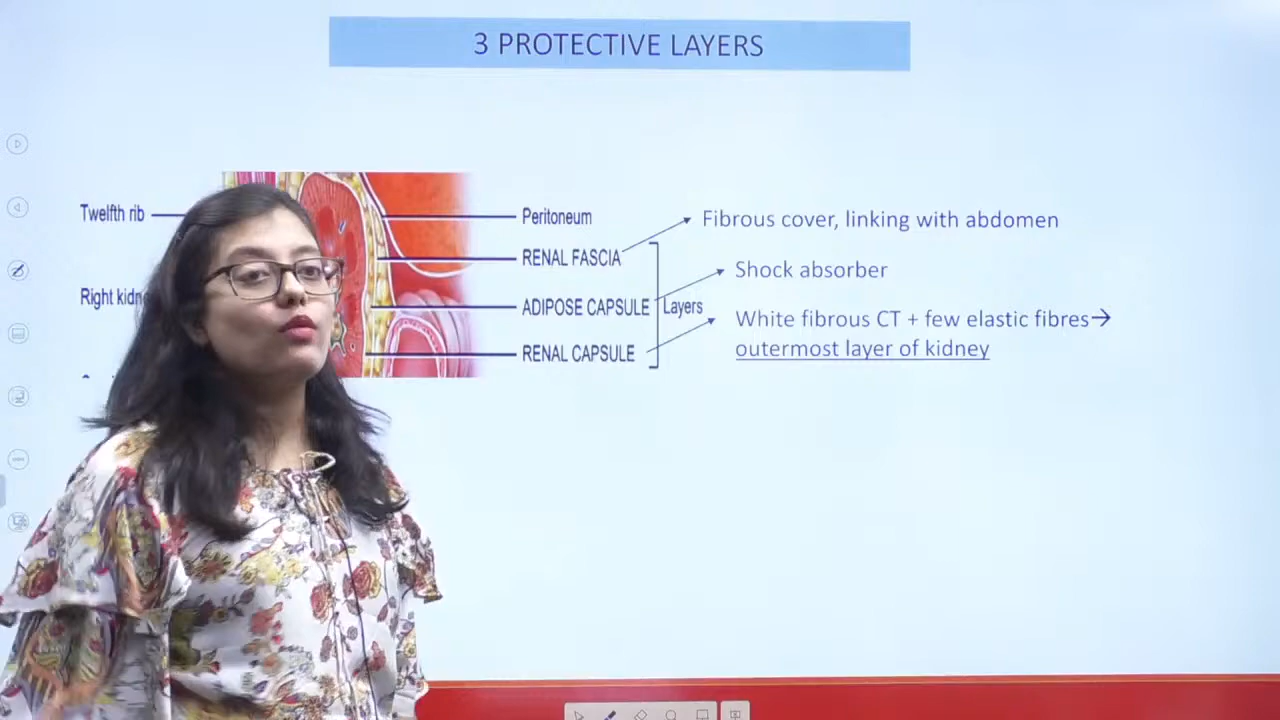 3 PROTECTIVE LAYERS
Twelfth rib
Peritoneum
Fibrous cover, linking with abdomen
RENAL FASCIA
Shock absorber
Right
ADIPOSE CAPSULE
Layers
White fibrous CT + few elastic fibres→
outermost layer of kidney
RENAL CAPSULE